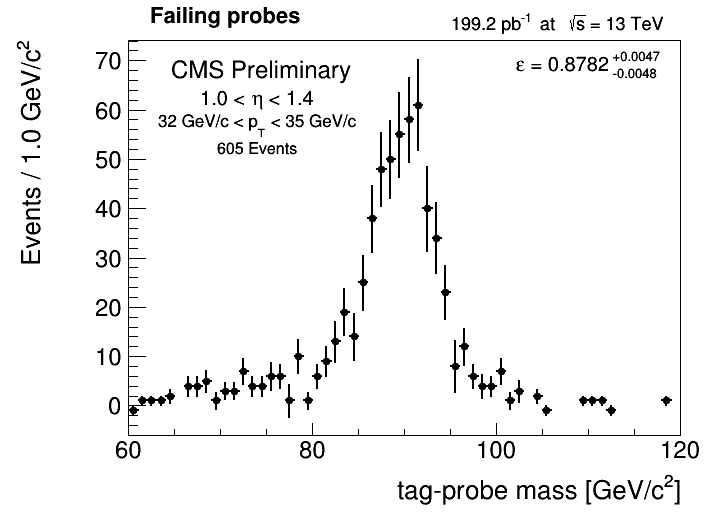 Failing probes
199.2 pb⁻¹ at √s = 13 TeV
CMS Preliminary
1.0 < η < 1.4
32 GeV/c < p_T < 35 GeV/c
605 Events
ε = 0.8782 +0.0047 -0.0048
Events / 1.0 GeV/c²
70
60
50
40
30
20
10
0
60 80 100 120
tag-probe mass [GeV/c²]